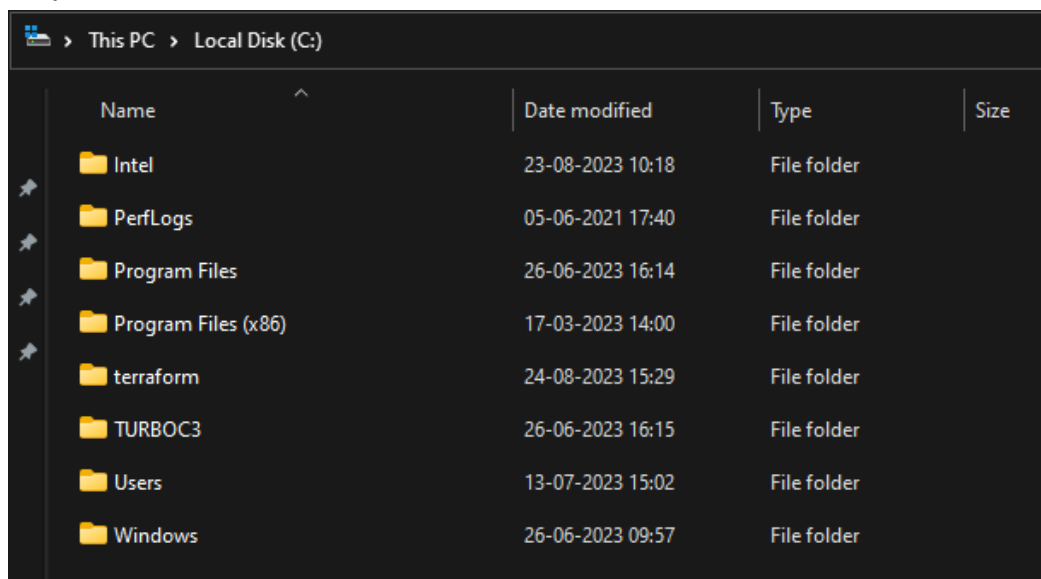 This PC > Local Disk (C:)
Name Date modified Type Size
Intel 23-08-2023 10:18 File folder
PerfLogs 05-06-2021 17:40 File folder
Program Files 26-06-2023 16:14 File folder
Program Files (x86) 17-03-2023 14:00 File folder
terraform 24-08-2023 15:29 File folder
TURBOC3 26-06-2023 16:15 File folder
Users 13-07-2023 15:02 File folder
Windows 26-06-2023 09:57 File folder